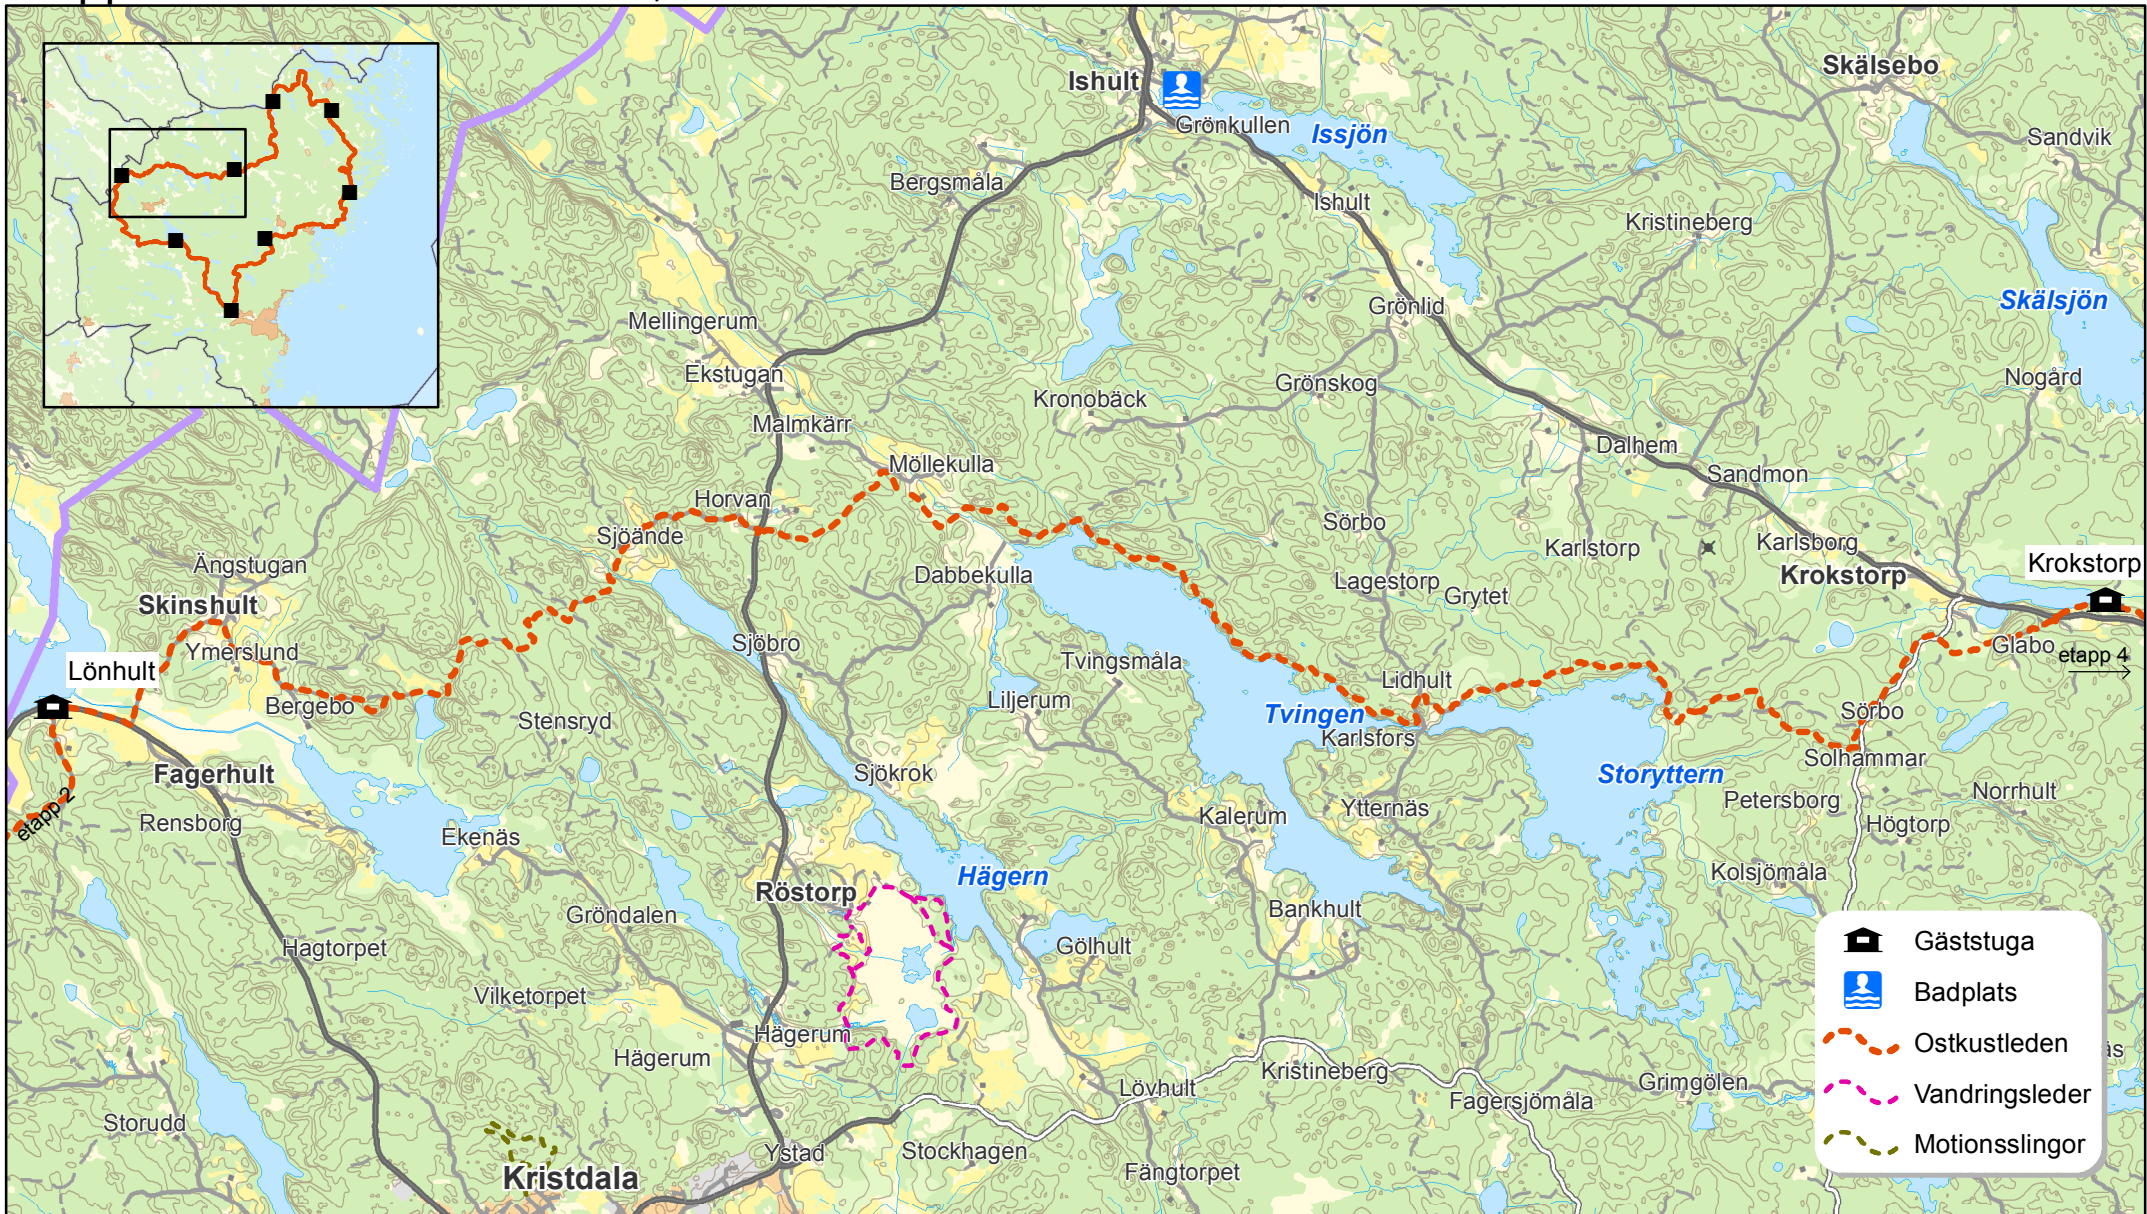 Ishult
Skälsebo
Grönkullen
Issjön
Sandvik
Bergsmåla
Ishult
Kristineberg
Skälsjön
Grönlid
Mellingerum
Ekstugan
Grönskog
Nogård
Kronobäck
Malmkärr
Dalhem
Möllekulla
Sandmon
Horvan
Sjöände
Sörbo
Karlstorp
Karlsborg
Ängstugan
Dabbekulla
Lagestorp
Krokstorp
Krokstorp
Grytet
Skinshult
Sjöbro
Glabo
Ymerslund
etapp 4
Lönhult
Tvingsmåla
Lidhult
Bergebo
Liljerum
Tvingen
Sörbo
Stensryd
Karlsfors
Solhammar
Fagerhult
Sjökrok
Storyttern
etapp 2
Petersborg
Norrhult
Rensborg
Ekenäs
Kalerum
Ytternäs
Högtorp
Hägern
Kolsjömåla
Röstorp
Gröndalen
Bankhult
Hagtorpet
Gölhult
Vilketorpet
Hägerum
Hägerum
Kristineberg
Lövhult
Grimgölen
Fagersjömåla
Storudd
Ystad
Stockhagen
Fängtorpet
Kristdala
Gäststuga
Badplats
Ostkustleden
Vandringsleder
Motionsslingor